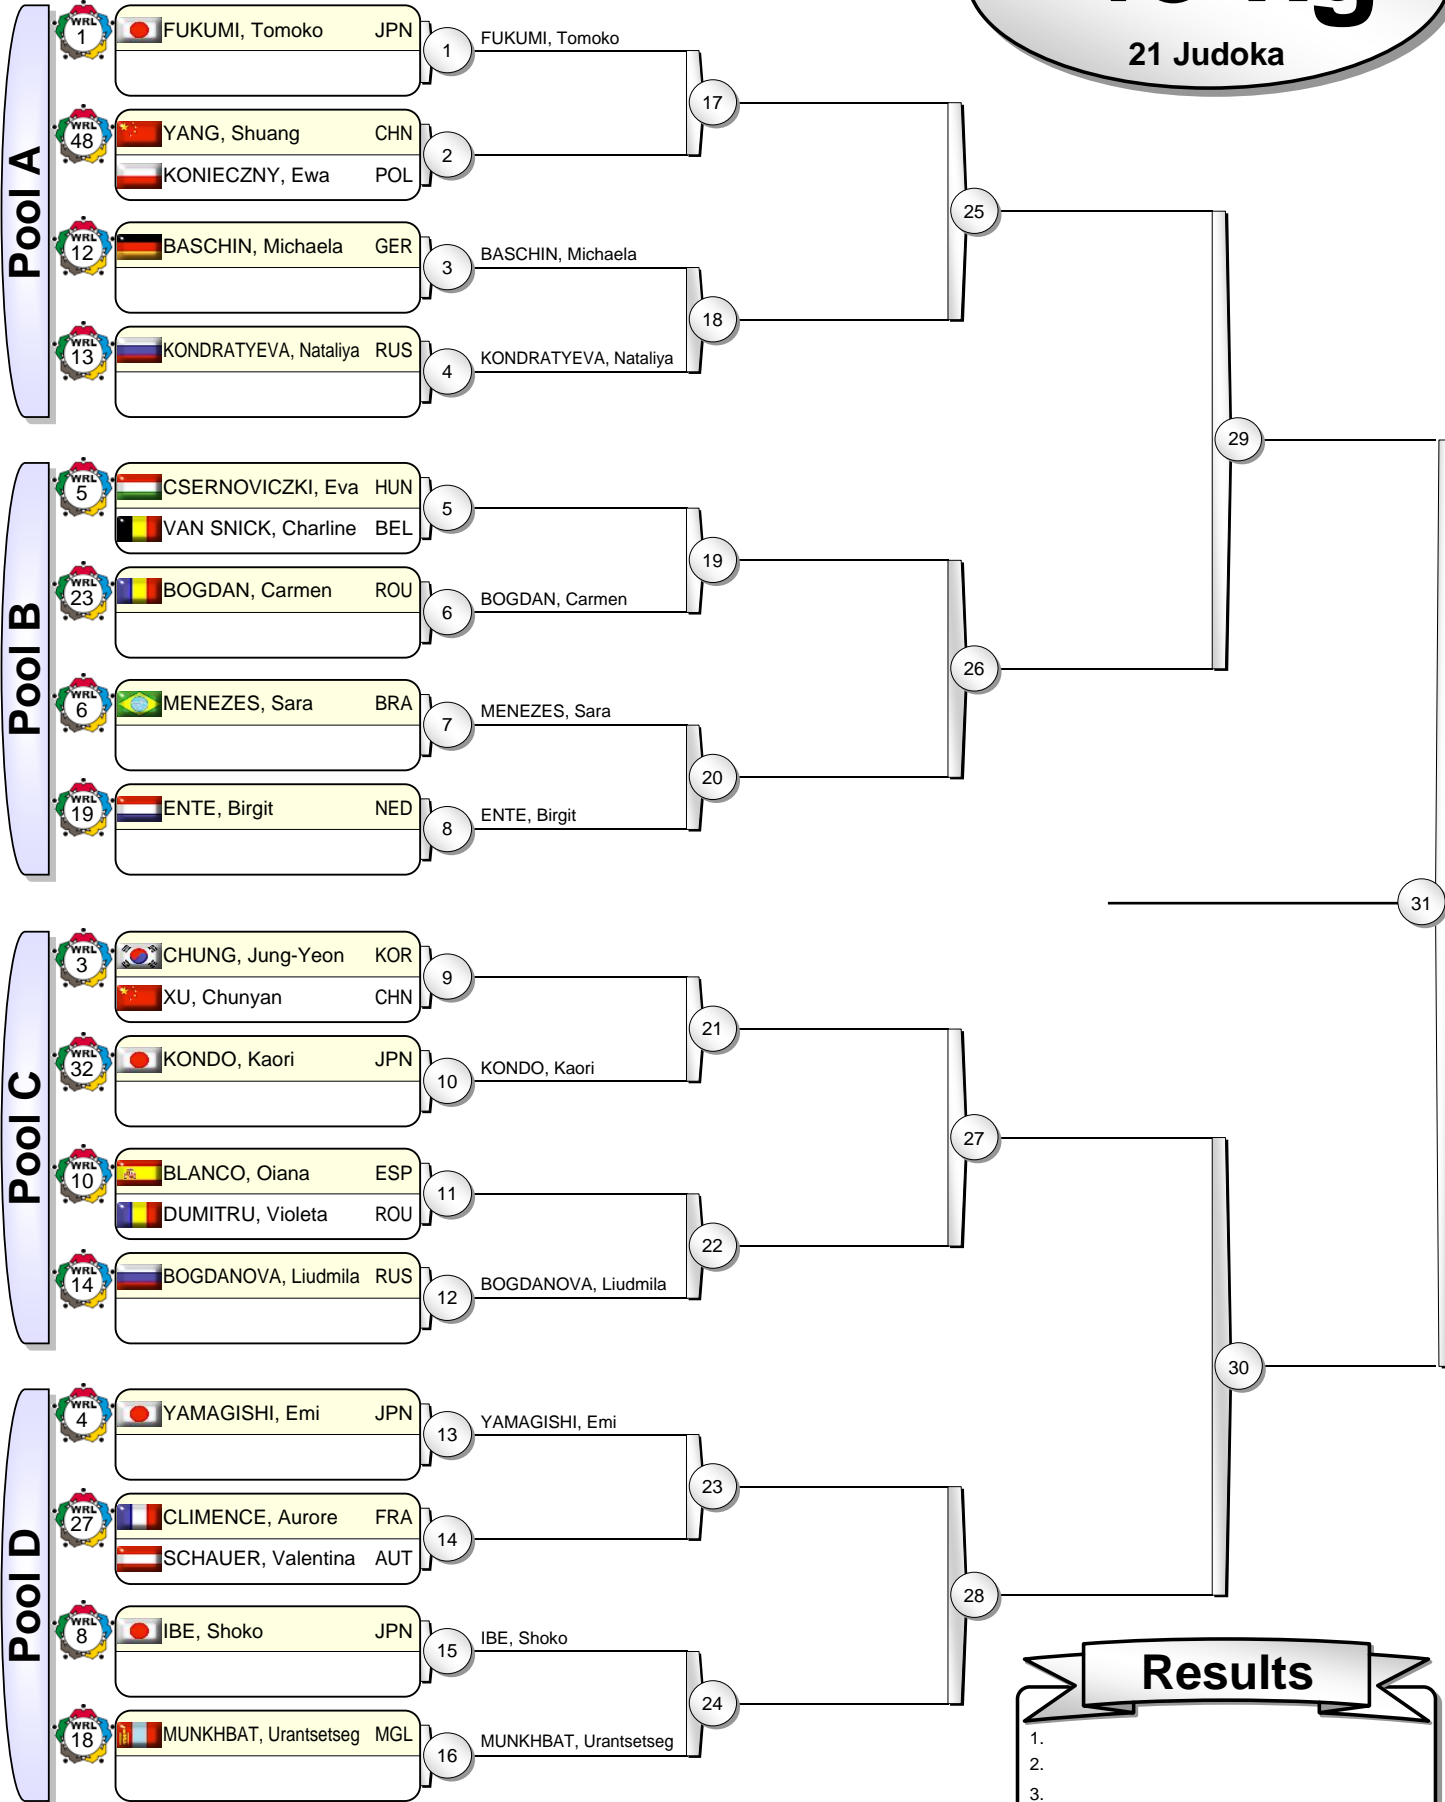 21 Judoka
Pool A
WRL 1
FUKUMI, Tomoko JPN
1
FUKUMI, Tomoko
17
WRL 48
YANG, Shuang CHN
KONIECZNY, Ewa POL
2
25
WRL 12
BASCHIN, Michaela GER
3
BASCHIN, Michaela
18
WRL 13
KONDRATYEVA, Nataliya RUS
4
KONDRATYEVA, Nataliya
29
Pool B
WRL 5
CSERNOVICZKI, Eva HUN
VAN SNICK, Charline BEL
5
19
WRL 23
BOGDAN, Carmen ROU
6
BOGDAN, Carmen
26
WRL 6
MENEZES, Sara BRA
7
MENEZES, Sara
20
WRL 19
ENTE, Birgit NED
8
ENTE, Birgit
31
Pool C
WRL 3
CHUNG, Jung-Yeon KOR
XU, Chunyan CHN
9
21
WRL 32
KONDO, Kaori JPN
10
KONDO, Kaori
27
WRL 10
BLANCO, Oiana ESP
DUMITRU, Violeta ROU
11
22
WRL 14
BOGDANOVA, Liudmila RUS
12
BOGDANOVA, Liudmila
30
Pool D
WRL 4
YAMAGISHI, Emi JPN
13
YAMAGISHI, Emi
23
WRL 27
CLIMENCE, Aurore FRA
SCHAUER, Valentina AUT
14
28
WRL 8
IBE, Shoko JPN
15
IBE, Shoko
24
WRL 18
MUNKHBAT, Urantsetseg MGL
16
MUNKHBAT, Urantsetseg
Results
1.
2.
3.